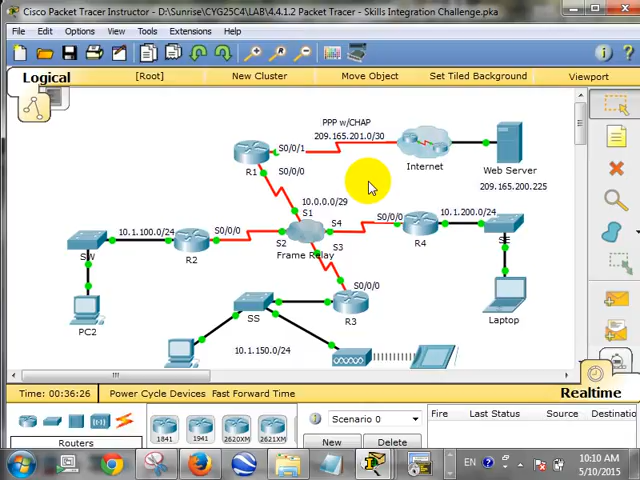 Cisco Packet Tracer Instructor - D:\Sunrise\CYG25C4\LAB\4.4.1.2 Packet Tracer - Skills Integration Challenge.pka
File Edit Options View Tools Extensions Help
Logical [Root] New Cluster Move Object Set Tiled Background Viewport
PPP w/CHAP
209.165.201.0/30
S0/0/1
R1
Internet
Web Server
S0/0/0
209.165.200.225
10.0.0.0/29
S1
10.1.100.0/24
S0/0/0
S4
S0/0/0
10.1.200.0/24
SW
R2
S2
S3
R4
SE
Frame Relay
S0/0/0
PC2
SS
R3
Laptop
10.1.150.0/24
Time: 00:36:26 Power Cycle Devices Fast Forward Time Realtime
Scenario 0
Fire Last Status Source Destinatio
1841 1941 2620XM 2621XM
Routers
New Delete
EN
10:10 AM
5/10/2015